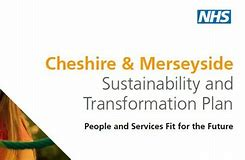 NHS
Cheshire & Merseyside
Sustainability and
Transformation Plan
People and Services Fit for the Future